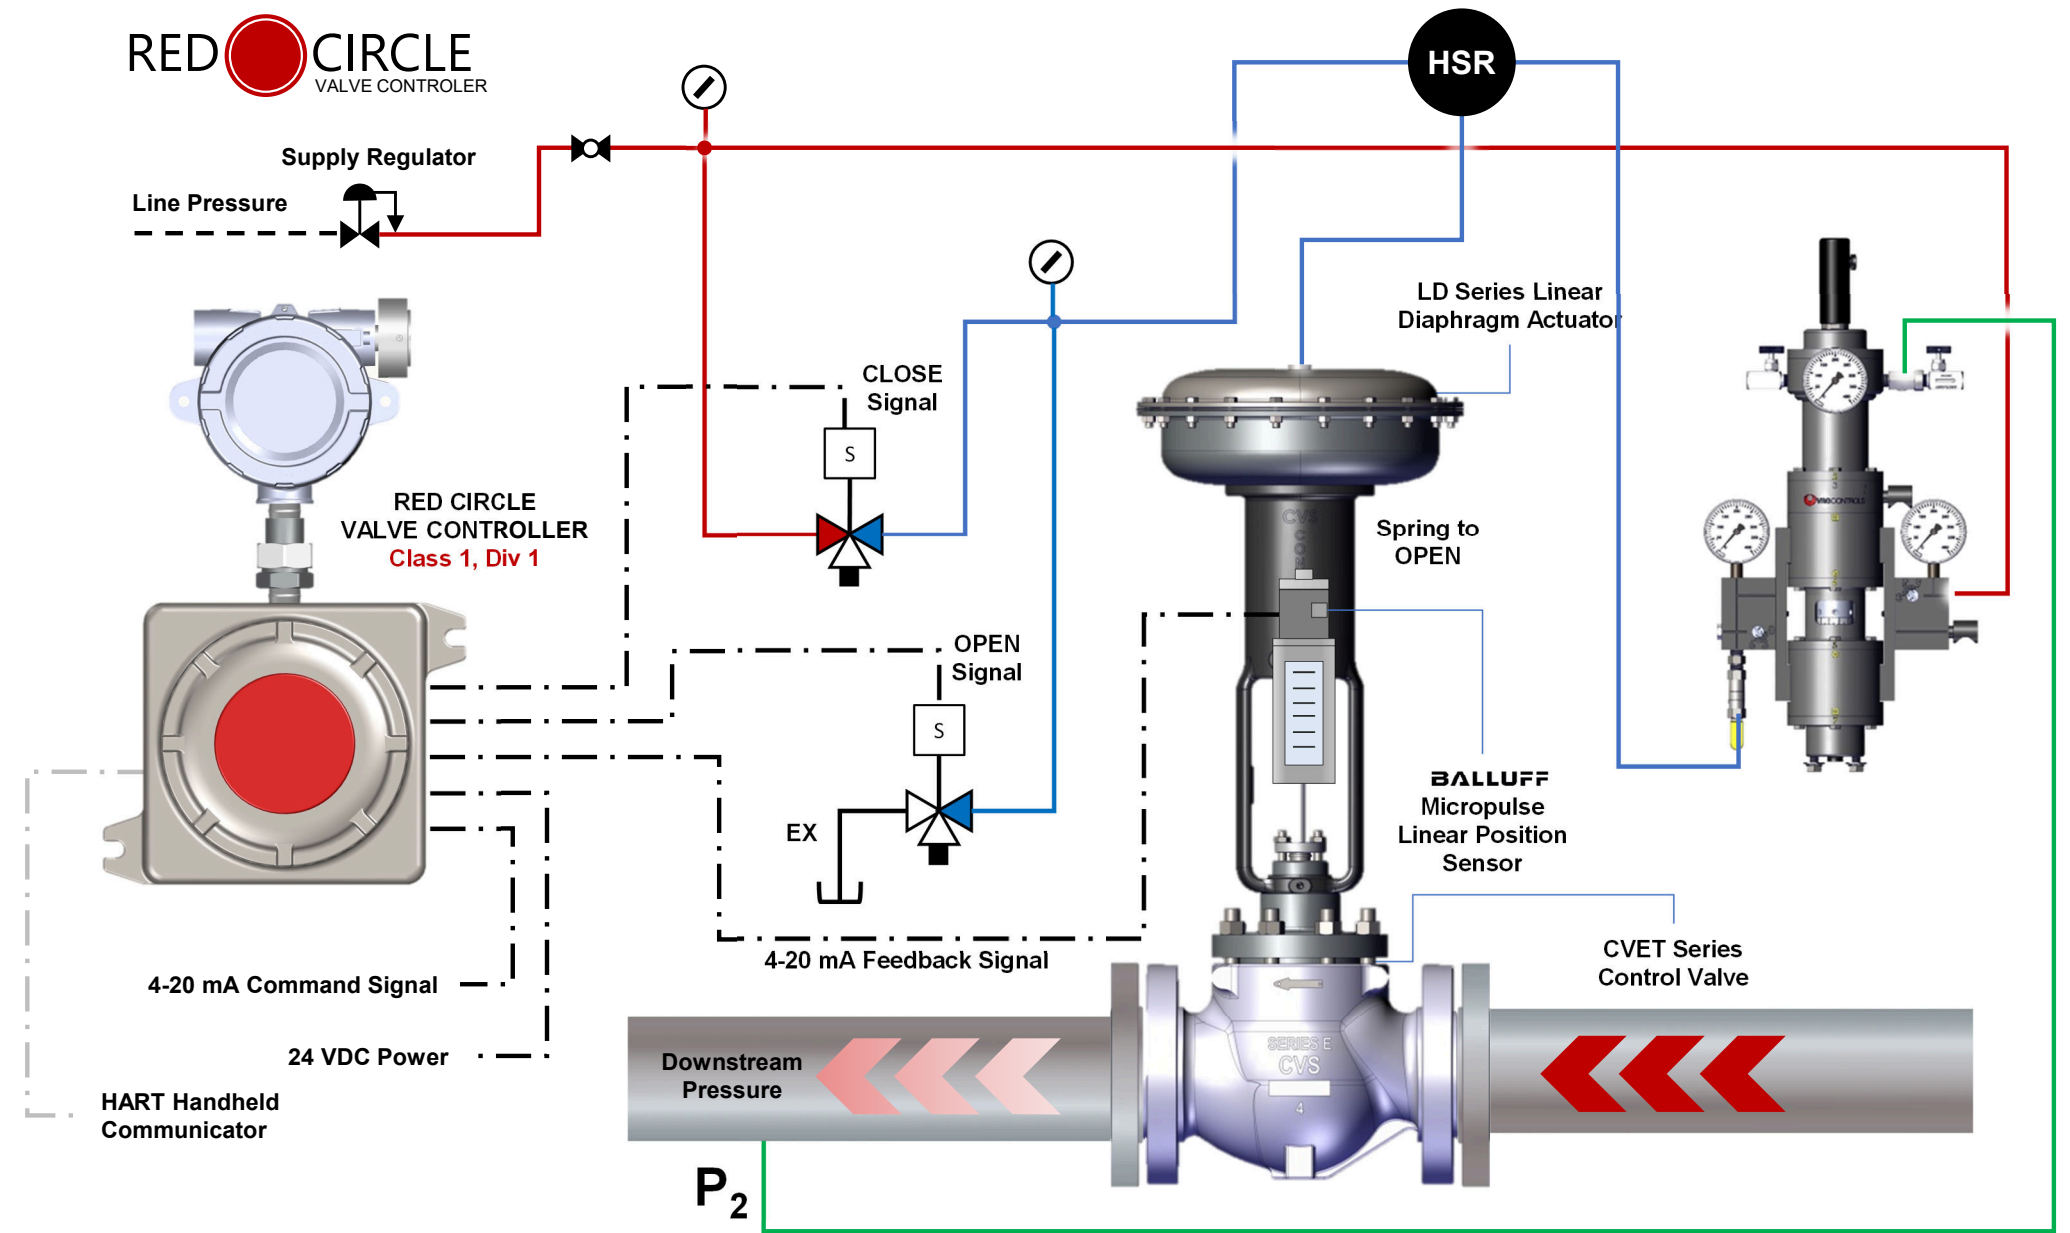 RED CIRCLE
VALVE CONTROLER
HSR
Supply Regulator
Line Pressure
LD Series Linear
Diaphragm Actuator
CLOSE
Signal
S
RED CIRCLE
VALVE CONTROLLER
Class 1, Div 1
CVS
Spring to
OPEN
OPEN
Signal
S
EX
BALLUFF
Micropulse
Linear Position
Sensor
4-20 mA Feedback Signal
CVET Series
Control Valve
4-20 mA Command Signal
24 VDC Power
HART Handheld
Communicator
Downstream
Pressure
SERIES E
CVS
4
P2